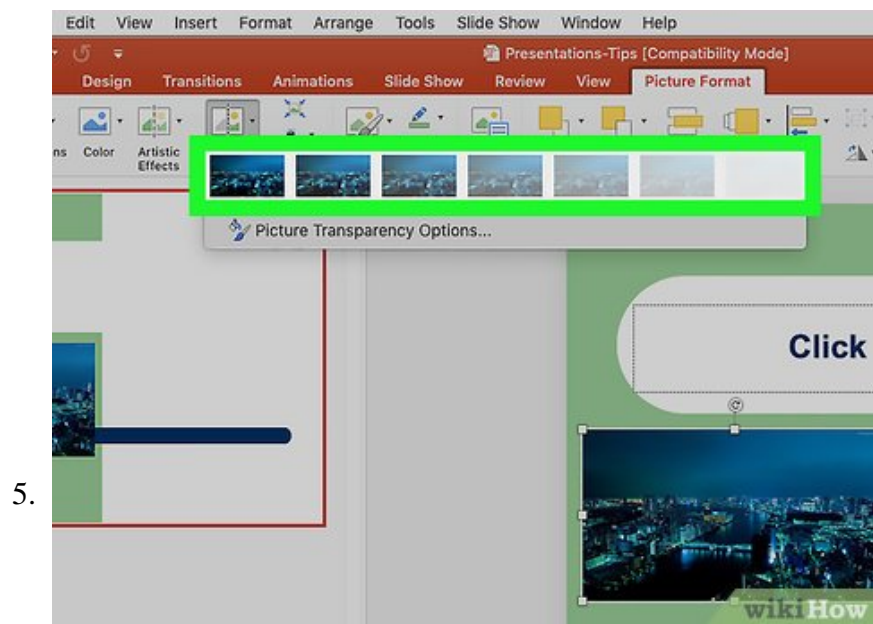 Edit View Insert Format Arrange Tools Slide Show Window Help
Presentations-Tips [Compatibility Mode]
Design Transitions Animations Slide Show Review View Picture Format
ns Color Artistic
Effects
Picture Transparency Options...
Click
5.
wikiHow